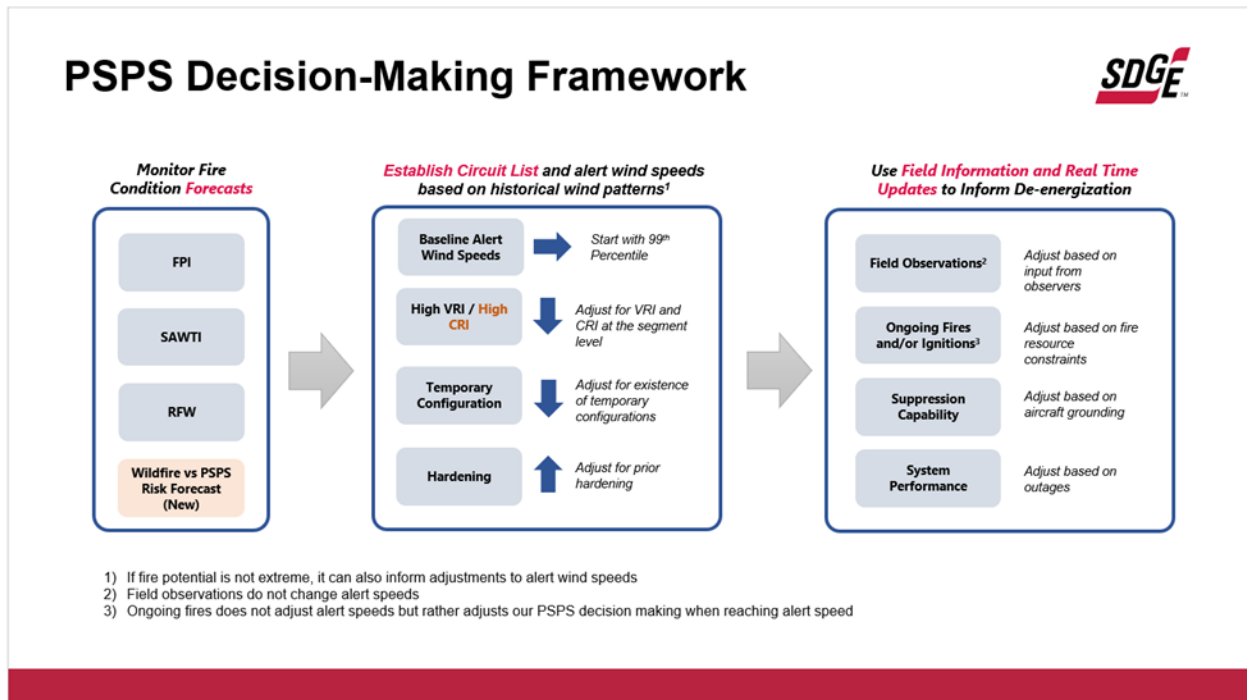 PSPS Decision-Making Framework
SDGE™
Monitor Fire
Condition Forecasts
FPI
SAWTI
RFW
Wildfire vs PSPS
Risk Forecast
(New)
Establish Circuit List and alert wind speeds
based on historical wind patterns¹
Baseline Alert
Wind Speeds
Start with 99th
Percentile
High VRI / High
CRI
Adjust for VRI and
CRI at the segment
level
Temporary
Configuration
Adjust for existence
of temporary
configurations
Hardening
Adjust for prior
hardening
Use Field Information and Real Time
Updates to Inform De-energization
Field Observations²
Adjust based on
input from
observers
Ongoing Fires
and/or Ignitions³
Adjust based on fire
resource
constraints
Suppression
Capability
Adjust based on
aircraft grounding
System
Performance
Adjust based on
outages
1) If fire potential is not extreme, it can also inform adjustments to alert wind speeds
2) Field observations do not change alert speeds
3) Ongoing fires does not adjust alert speeds but rather adjusts our PSPS decision making when reaching alert speed